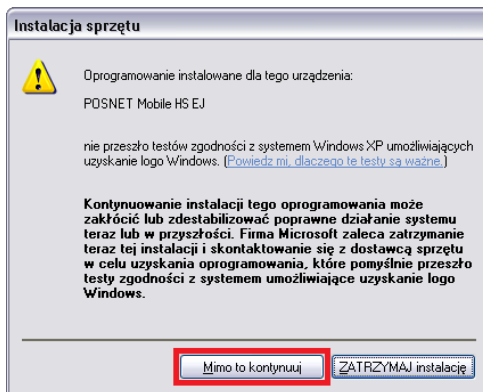 Instalacja sprzętu
Oprogramowanie instalowane dla tego urządzenia:
POSNET Mobile HS EJ
nie przeszło testów zgodności z systemem Windows XP umożliwiających
uzyskanie logo Windows. (Powiedz mi, dlaczego te testy są ważne.)
Kontynuowanie instalacji tego oprogramowania może
zakłócić lub zdestabilizować poprawne działanie systemu
teraz lub w przyszłości. Firma Microsoft zaleca zatrzymanie
teraz tej instalacji i skontaktowanie się z dostawcą sprzętu
w celu uzyskania oprogramowania, które pomyślnie przeszło
testy zgodności z systemem umożliwiające uzyskanie logo
Windows.
Mimo to kontynuuj ZATRZYMAJ instalację